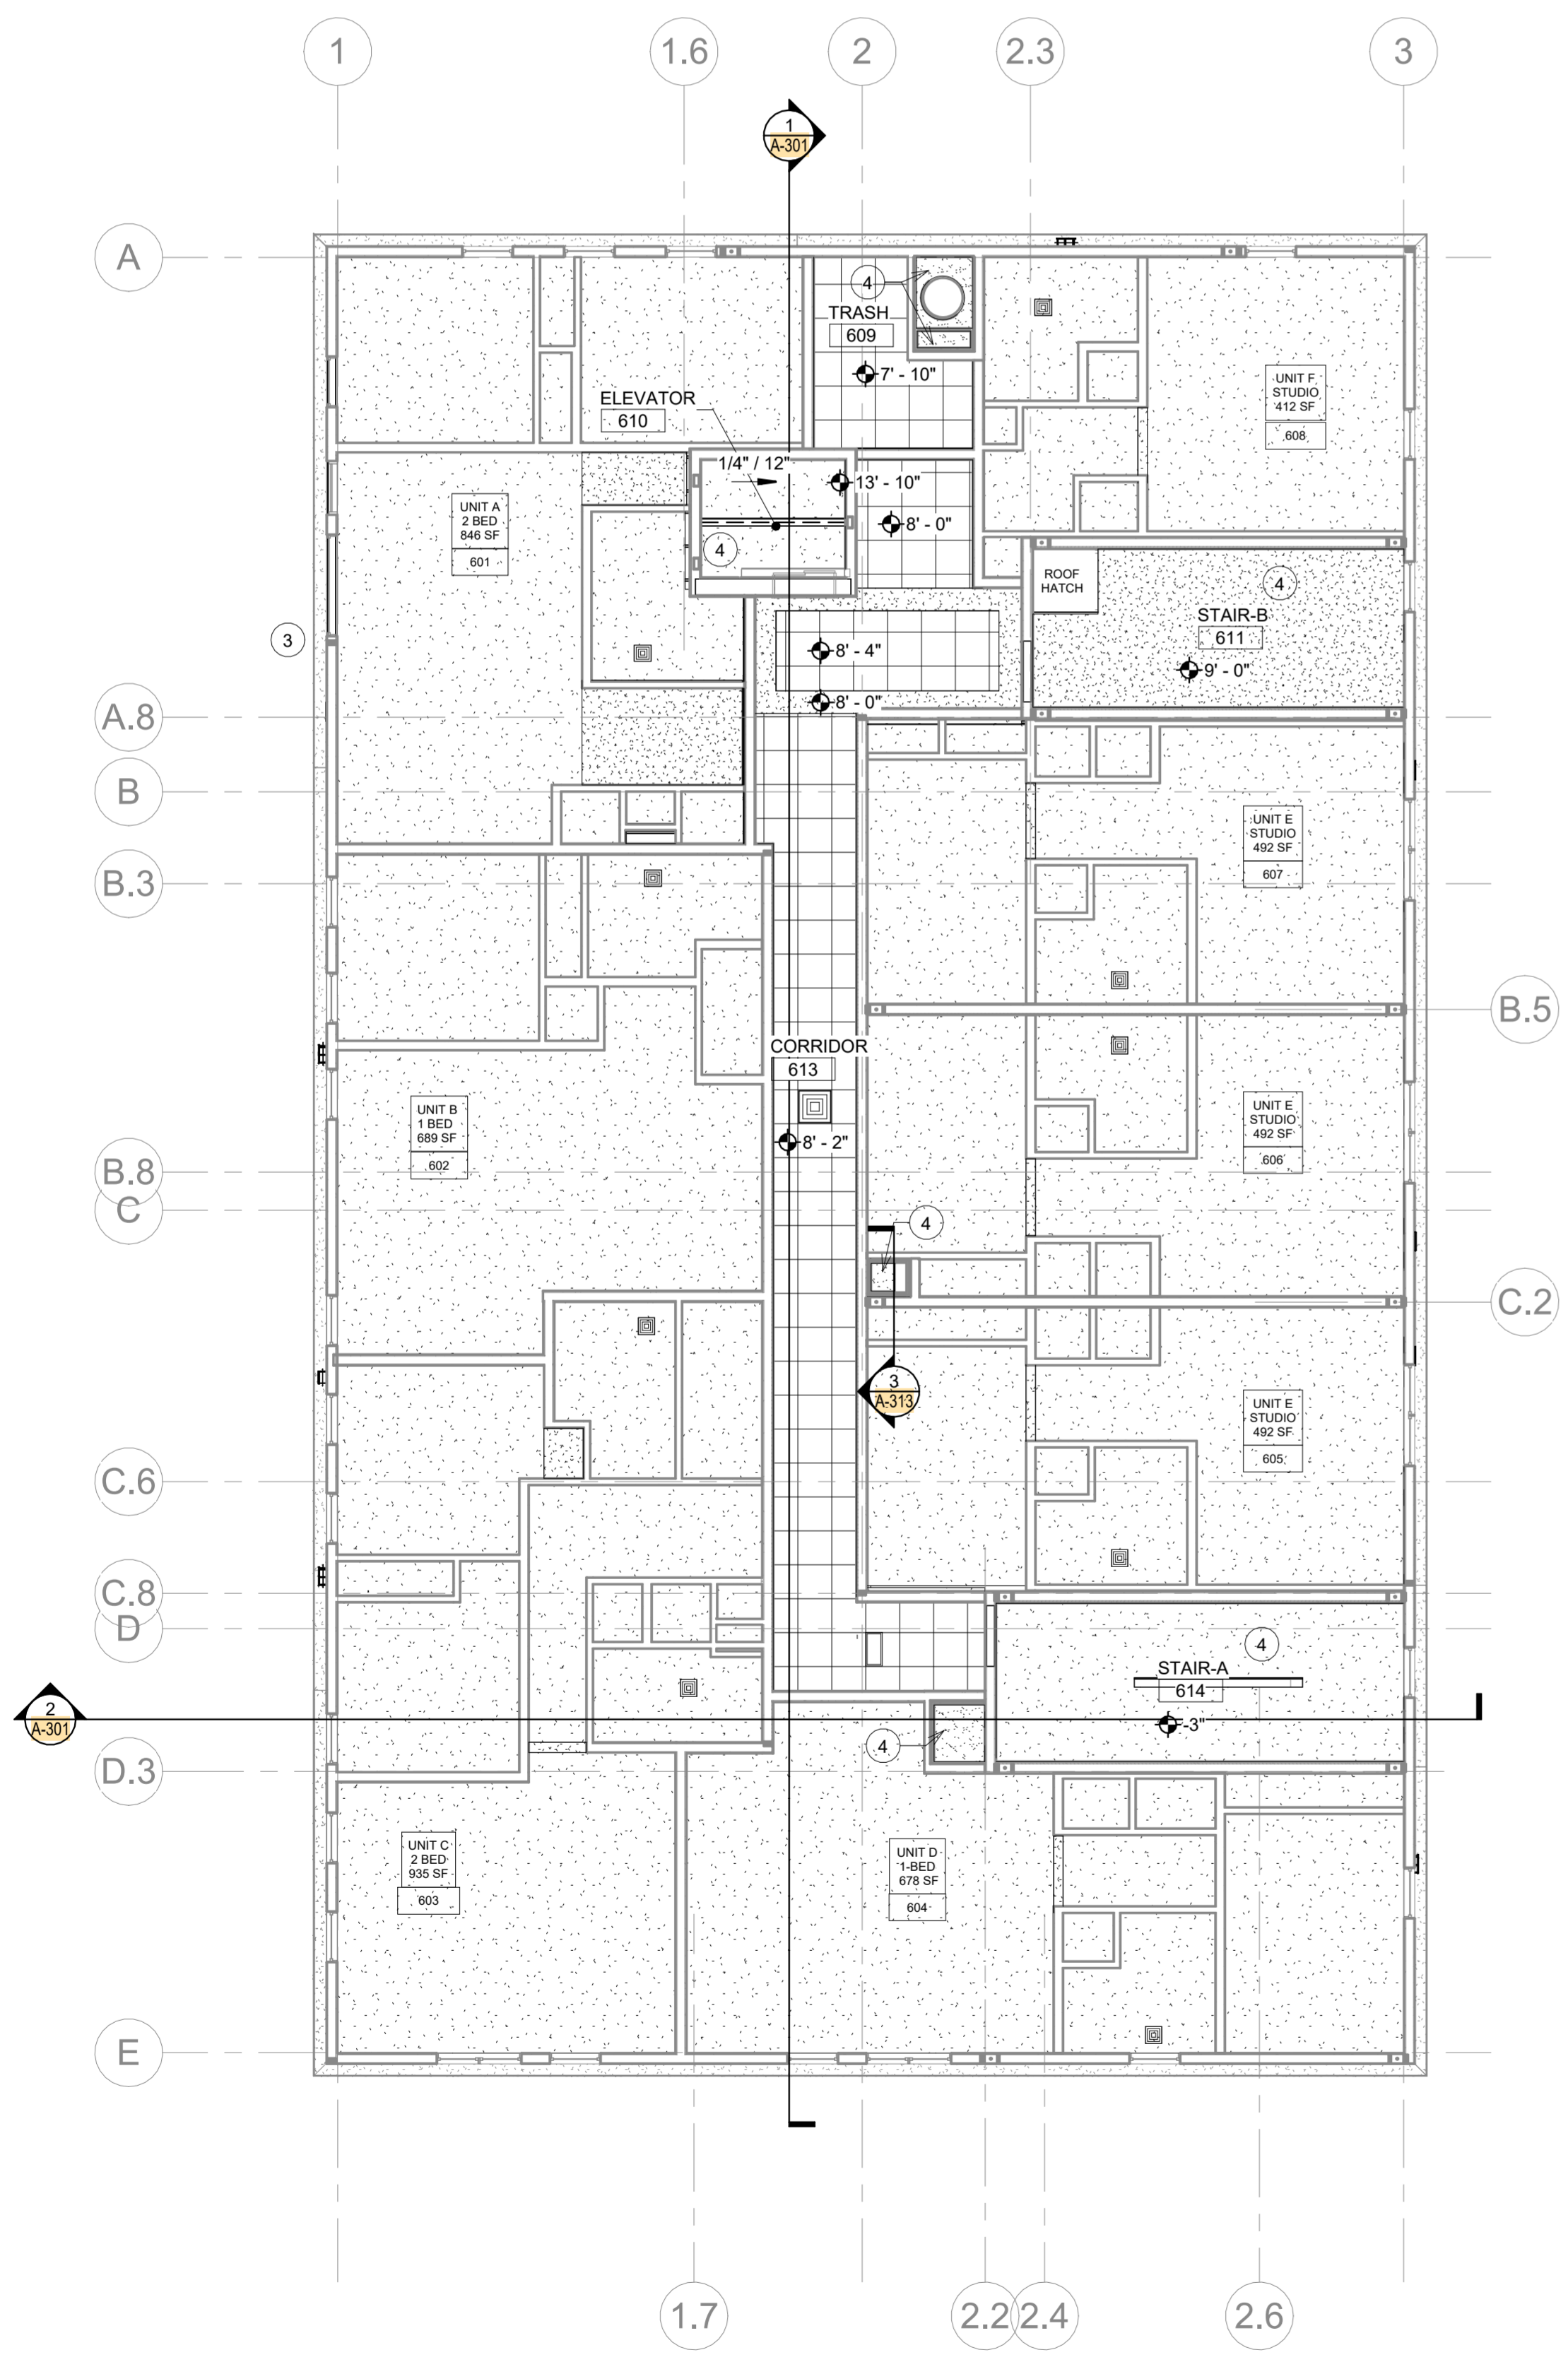 1
1.6
2
2.3
3
1
A-301
A
4
TRASH
609
7' - 10"
UNIT F
STUDIO
412 SF
608
ELEVATOR
610
1/4" / 12"
13' - 10"
8' - 0"
UNIT A
2 BED
846 SF
601
4
ROOF
HATCH
4
STAIR-B
611
9' - 0"
3
8' - 4"
8' - 0"
A.8
B
UNIT E
STUDIO
492 SF
607
B.3
B.5
CORRIDOR
613
8' - 2"
UNIT B
1 BED
689 SF
602
UNIT E
STUDIO
492 SF
606
B.8
C
4
C.2
3
A-313
UNIT E
STUDIO
492 SF
605
C.6
C.8
D
4
STAIR-A
614
-3"
2
A-301
4
D.3
UNIT C
2 BED
935 SF
603
UNIT D
1-BED
678 SF
604
E
1.7
2.2
2.4
2.6